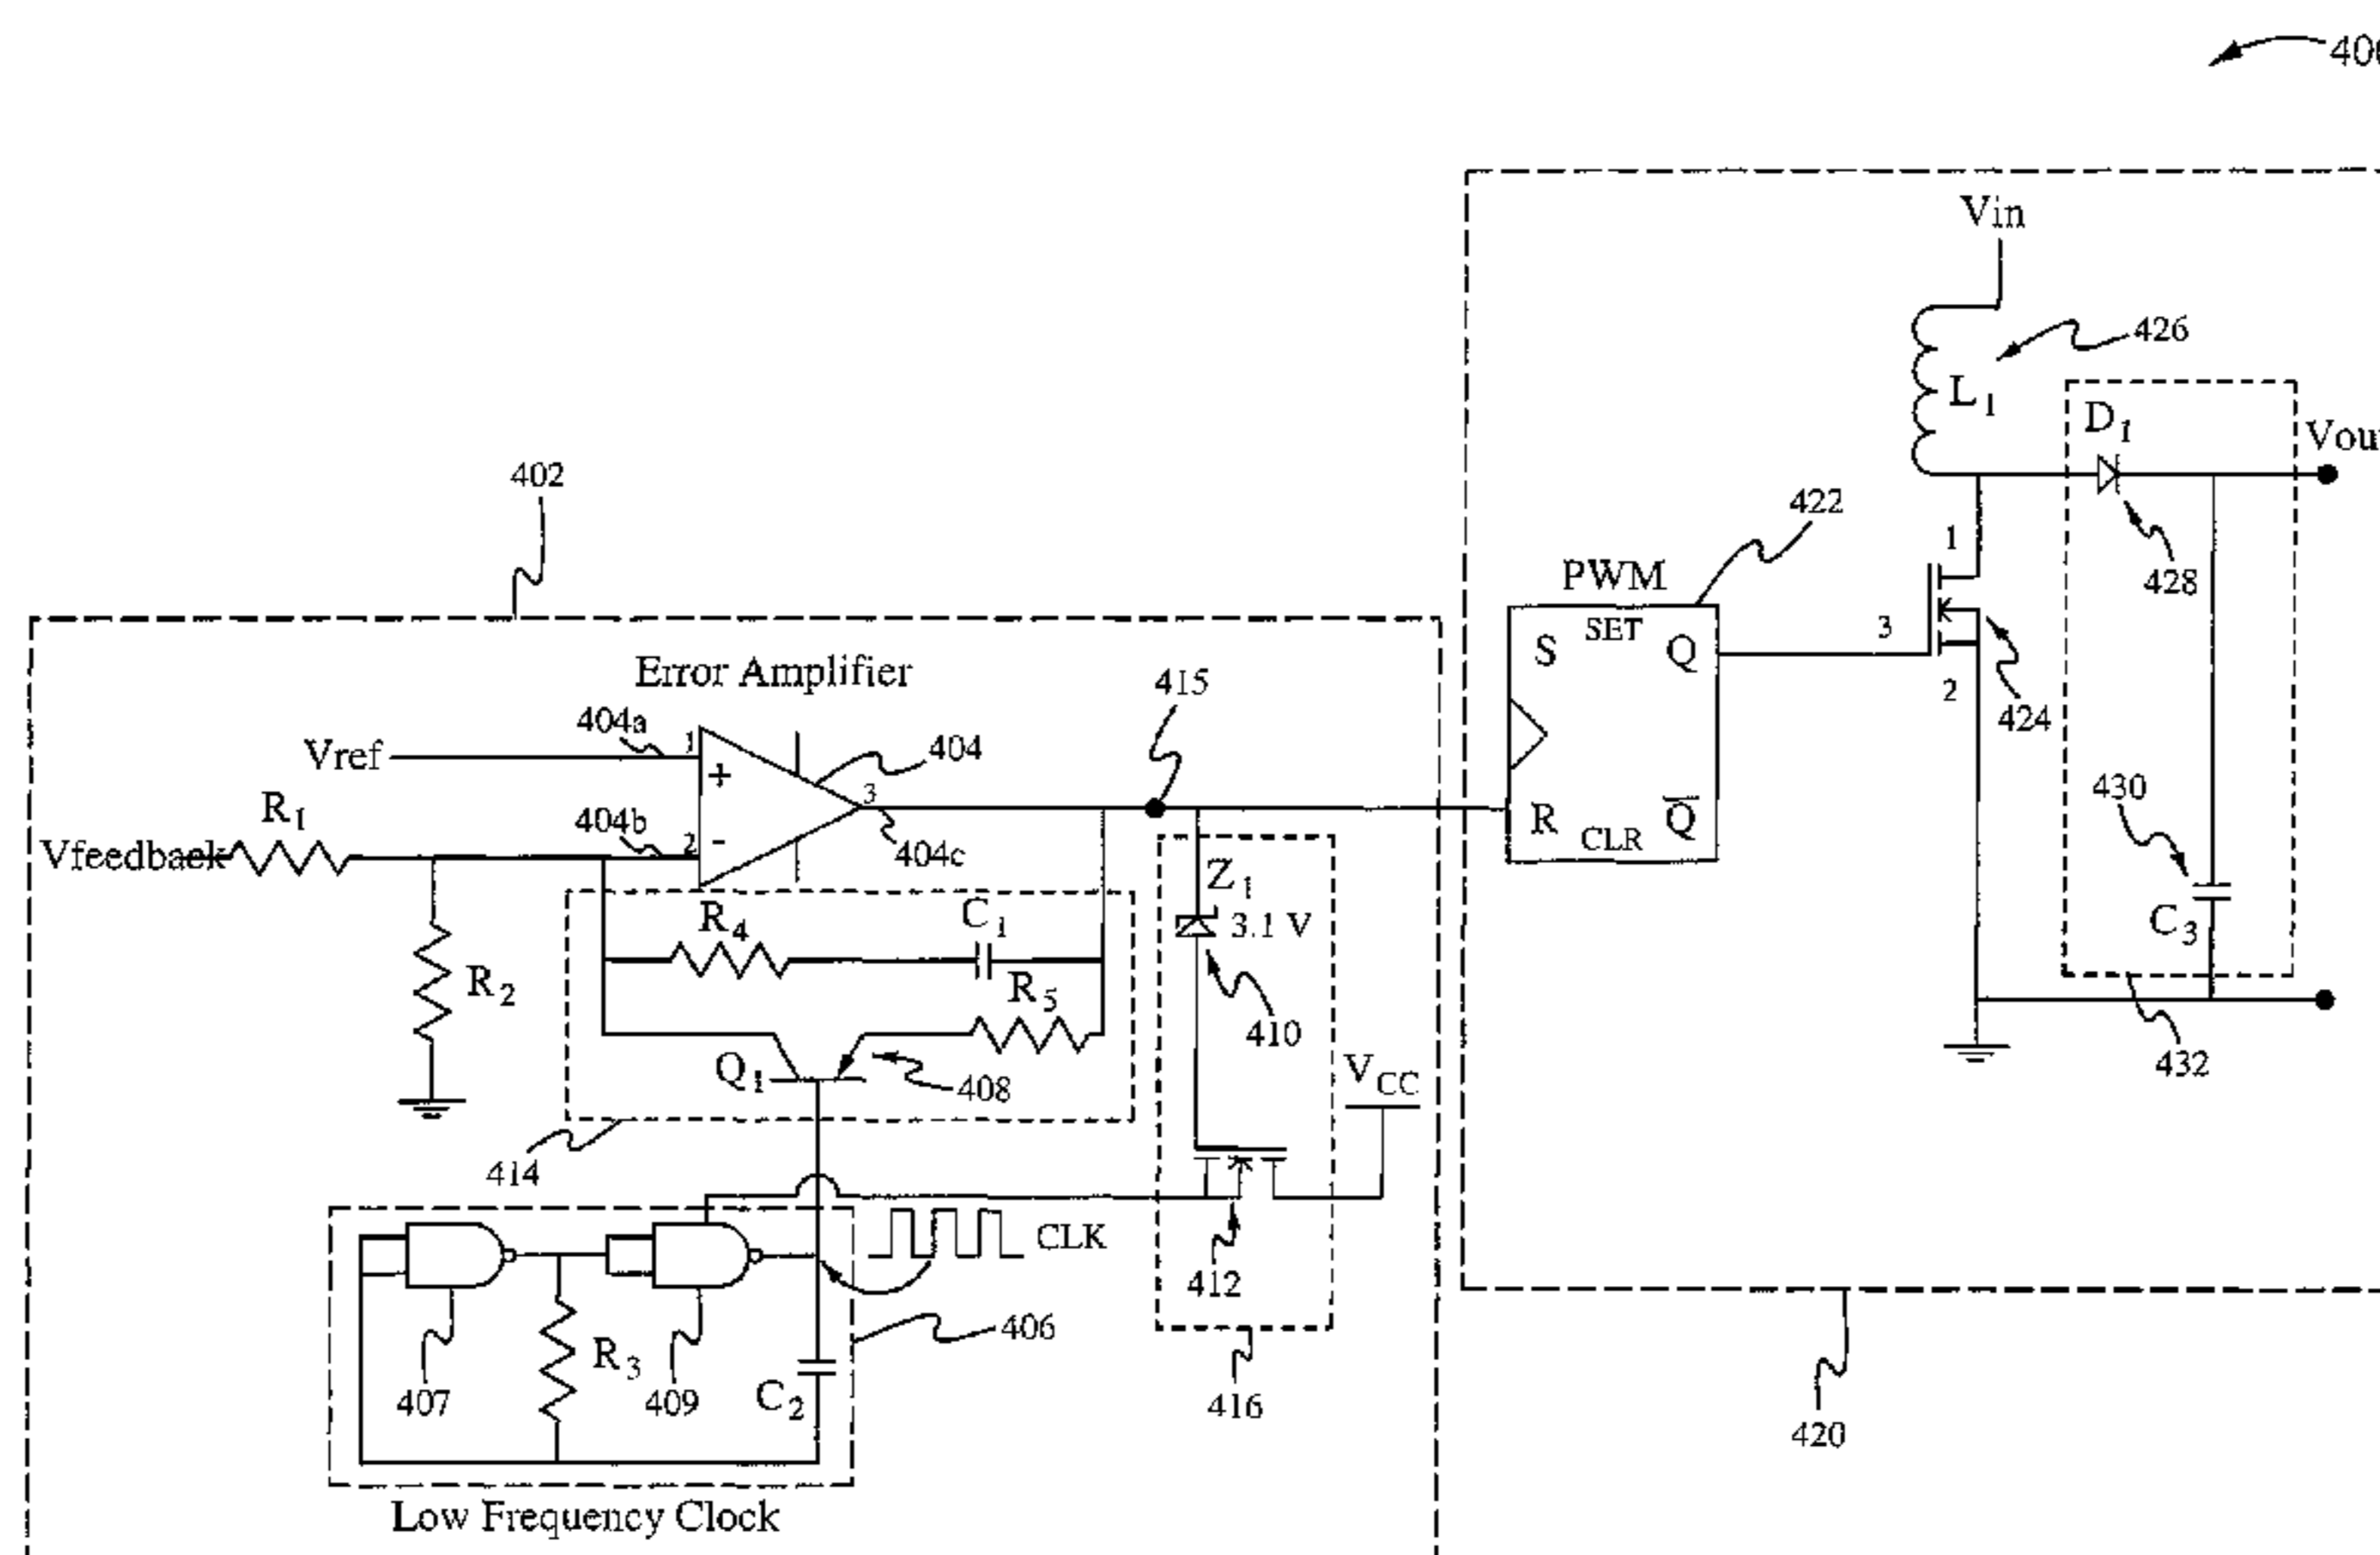 400
Vin
426
L1
D1
Vout
402
422
1
428
PWM
SET
S
Q
3
2
424
Error Amplifier
415
404a
1
404
Vref
+
3
430
R1
404b
2
-
404c
R
CLR
Q̅
Vfeedback
Z1
3.1 V
R4
C1
C3
R2
R5
410
Q1
408
VCC
432
414
CLK
412
406
R3
407
409
C2
416
420
Low Frequency Clock